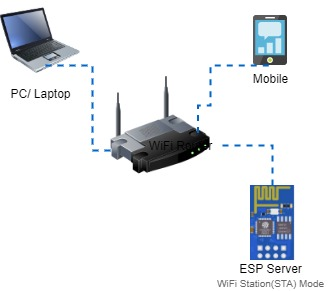 PC/ Laptop
Mobile
WiFi Router
ESP Server
WiFi Station(STA) Mode